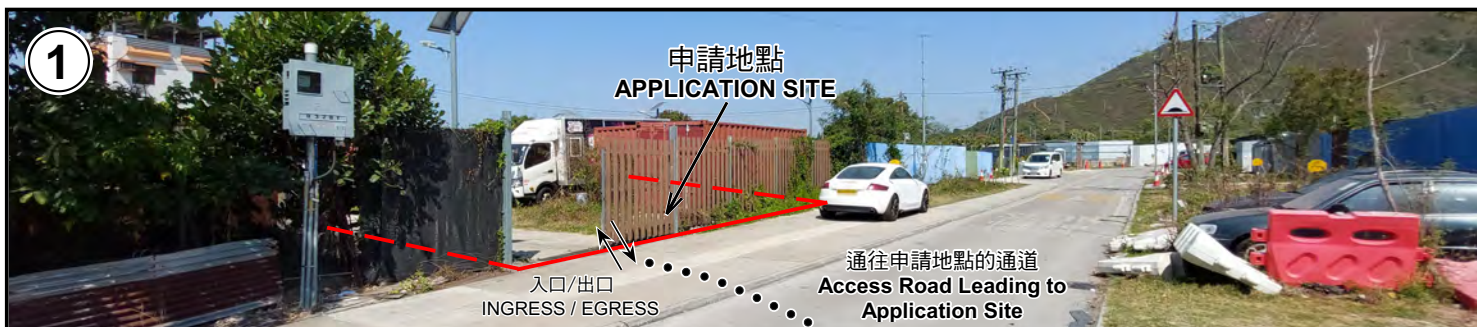 1
申請地點
APPLICATION SITE
入口/出口
INGRESS / EGRESS
通往申請地點的通道
Access Road Leading to
Application Site